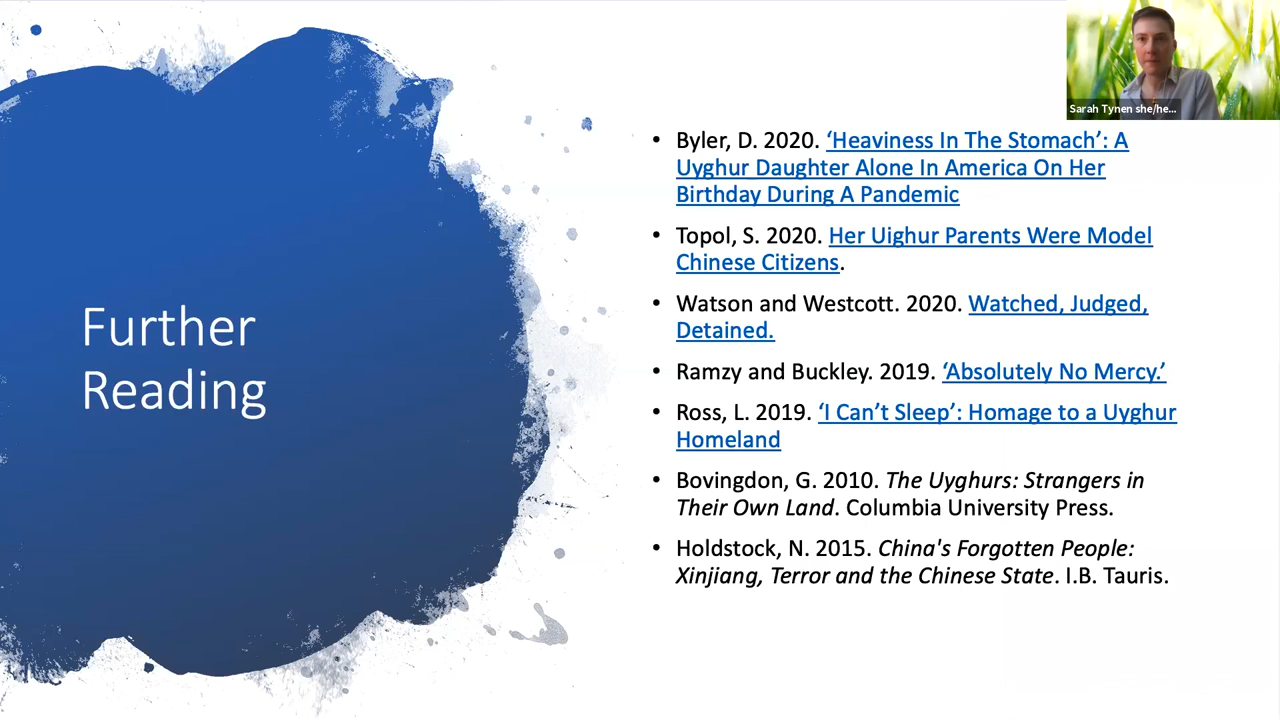 Sarah Tynen she/he...
Further
Reading
• Byler, D. 2020. ‘Heaviness In The Stomach’: A
Uyghur Daughter Alone In America On Her
Birthday During A Pandemic
• Topol, S. 2020. Her Uighur Parents Were Model
Chinese Citizens.
• Watson and Westcott. 2020. Watched, Judged,
Detained.
• Ramzy and Buckley. 2019. ‘Absolutely No Mercy.’
• Ross, L. 2019. ‘I Can’t Sleep’: Homage to a Uyghur
Homeland
• Bovingdon, G. 2010. The Uyghurs: Strangers in
Their Own Land. Columbia University Press.
• Holdstock, N. 2015. China's Forgotten People:
Xinjiang, Terror and the Chinese State. I.B. Tauris.